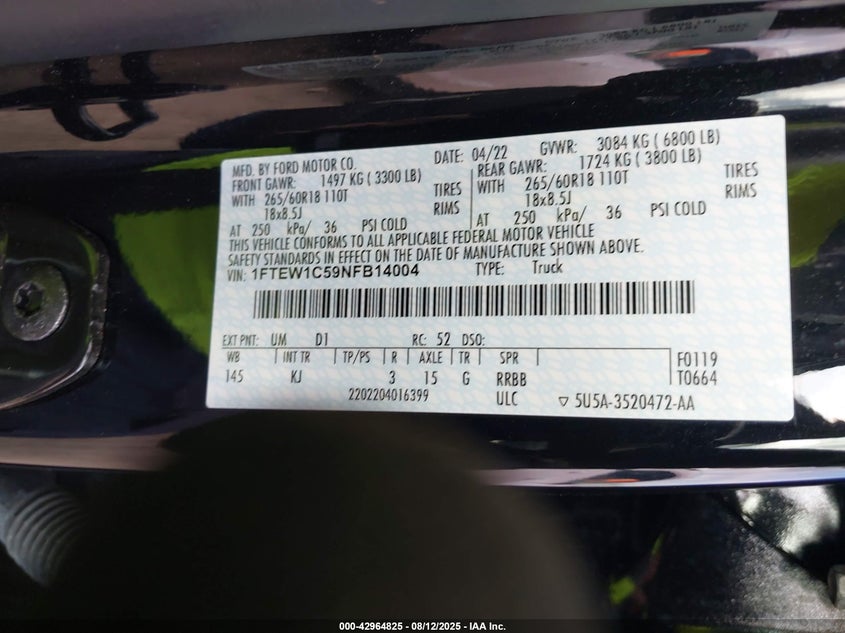 MFD. BY FORD MOTOR CO.
DATE: 04/22
GVWR: 3084 KG ( 6800 LB)
FRONT GAWR: 1497 KG ( 3300 LB)
REAR GAWR: 1724 KG ( 3800 LB)
WITH 265/60R18 110T TIRES
WITH 265/60R18 110T TIRES
18x8.5J RIMS
18x8.5J RIMS
AT 250 kPa/ 36 PSI COLD
AT 250 kPa/ 36 PSI COLD
THIS VEHICLE CONFORMS TO ALL APPLICABLE FEDERAL MOTOR VEHICLE
SAFETY STANDARDS IN EFFECT ON THE DATE OF MANUFACTURE SHOWN ABOVE.
VIN: 1FTEW1C59NFB14004 TYPE: Truck
EXT PNT: UM D1 RC: 52 DSO:
WB INT TR TP/PS R AXLE TR SPR F0119
145 KJ 3 15 G RRBB T0664
2202204016399 ULC ▽ 5U5A-3520472-AA
000-42964825 - 08/12/2025 - IAA Inc.